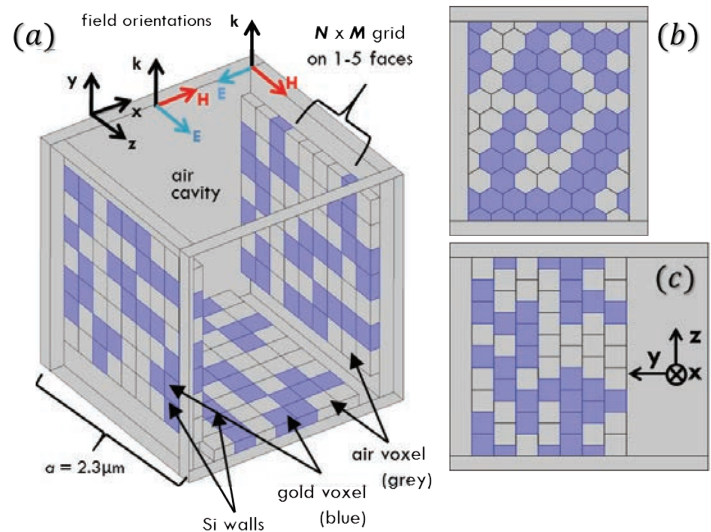 (a)
field orientations
k
k
N x M grid
on 1-5 faces
y
H
H
E
E
x
z
air
cavity
a = 2.3μm
Si walls
gold voxel
(blue)
air voxel
(grey)
(b)
(c)
z
y
x